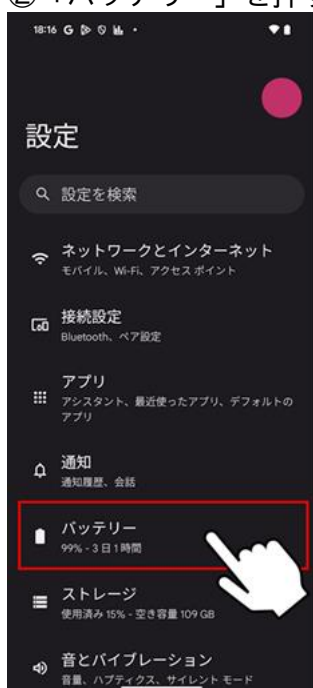 ②「バッテリー」を押す
18:16 G
設定
設定を検索
ネットワークとインターネット
モバイル、Wi-Fi、アクセス ポイント
接続設定
Bluetooth、ペア設定
アプリ
アシスタント、最近使ったアプリ、デフォルトの
アプリ
通知
通知履歴、会話
バッテリー
99% - 3 日 1 時間
ストレージ
使用済み 15% - 空き容量 109 GB
音とバイブレーション
音量、ハプティクス、サイレント モード